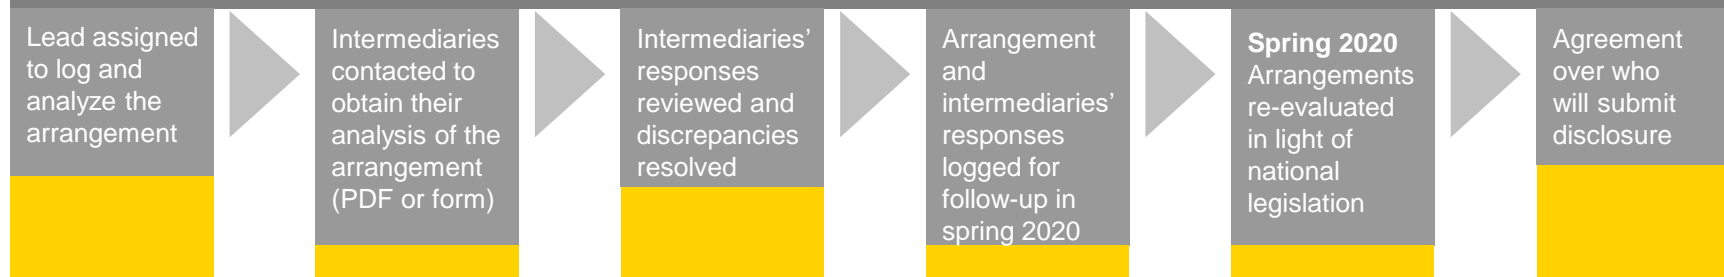 Lead assigned
to log and
analyze the
arrangement
Intermediaries
contacted to
obtain their
analysis of the
arrangement
(PDF or form)
Intermediaries’
responses
reviewed and
discrepancies
resolved
Arrangement
and
intermediaries’
responses
logged for
follow-up in
spring 2020
Spring 2020
Arrangements
re-evaluated
in light of
national
legislation
Agreement
over who
will submit
disclosure